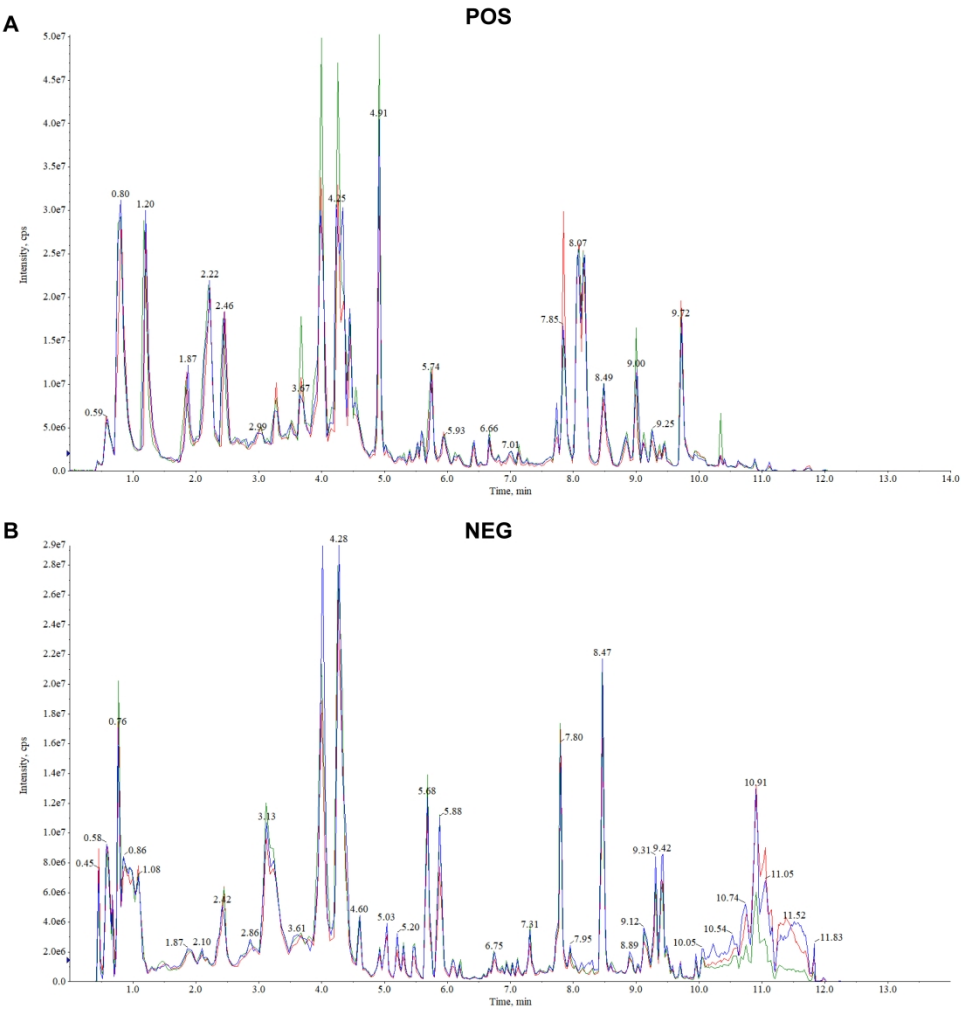 POS
A
5.0e7
4.5e7
4.0e7
3.5e7
3.0e7
2.5e7
2.0e7
1.5e7
1.0e7
5.0e6
0.0
Intensity, cps
0.59
0.80
1.20
1.87
2.22
2.46
2.99
3.67
4.25
4.91
5.74
5.93
6.66
7.01
7.85
8.07
8.49
9.00
9.25
9.72
1.0 2.0 3.0 4.0 5.0 6.0 7.0 8.0 9.0 10.0 11.0 12.0 13.0 14.0
Time, min
B NEG
2.9e7
2.8e7
2.6e7
2.4e7
2.2e7
2.0e7
1.8e7
1.6e7
1.4e7
1.2e7
1.0e7
8.0e6
6.0e6
4.0e6
2.0e6
0.0
Intensity, cps
0.45
0.58
0.76
0.86
1.08
1.87
2.10
2.42
2.86
3.13
3.61
4.28
4.60
5.03
5.20
5.68
5.88
6.75
7.31
7.80
7.95
8.47
8.89
9.12
9.31
9.42
10.05
10.54
10.74
10.91
11.05
11.52
11.83
1.0 2.0 3.0 4.0 5.0 6.0 7.0 8.0 9.0 10.0 11.0 12.0 13.0
Time, min